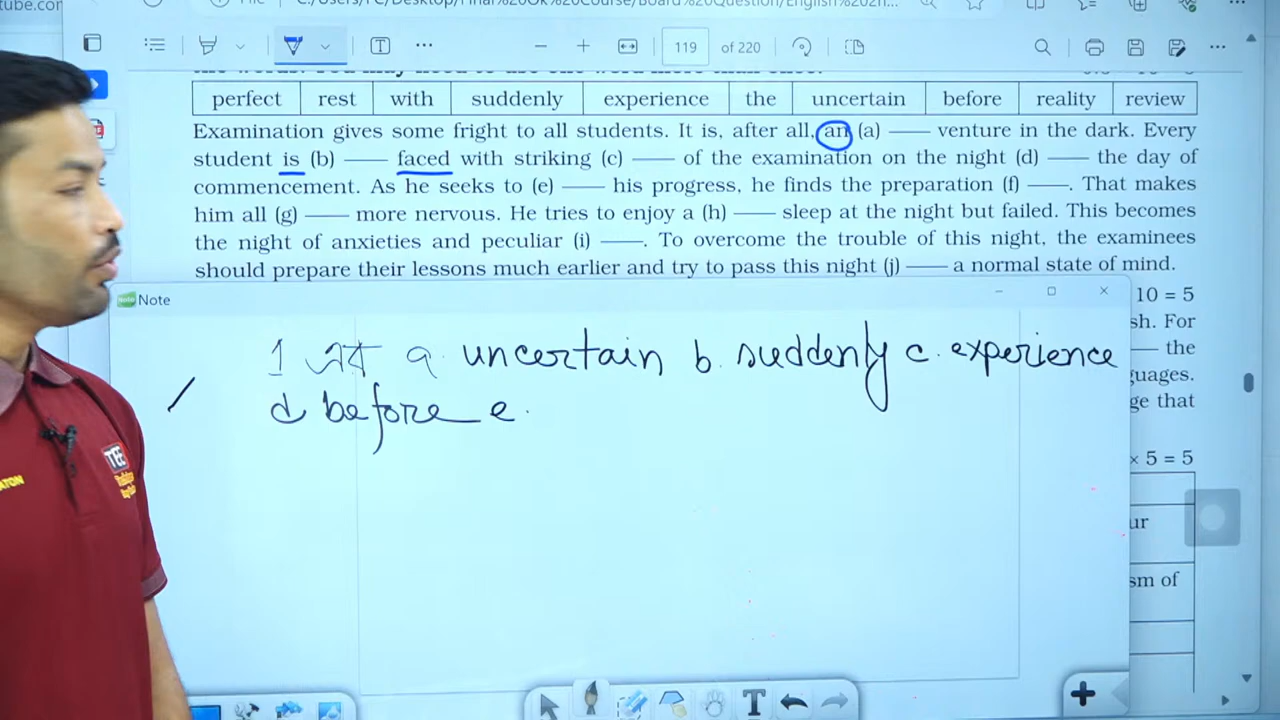 119 of 220
perfect rest with suddenly experience the uncertain before reality review
Examination gives some fright to all students. It is, after all, an (a) —— venture in the dark. Every
student is (b) —— faced with striking (c) —— of the examination on the night (d) —— the day of
commencement. As he seeks to (e) —— his progress, he finds the preparation (f) ——. That makes
him all (g) —— more nervous. He tries to enjoy a (h) —— sleep at the night but failed. This becomes
the night of anxieties and peculiar (i) ——. To overcome the trouble of this night, the examinees
should prepare their lessons much earlier and try to pass this night (j) —— a normal state of mind.
Note
10 = 5
sh. For
—— the
guages.
ge that
× 5 = 5
ur
sm of
a. uncertain b. suddenly c. experience
d before e.
TEE